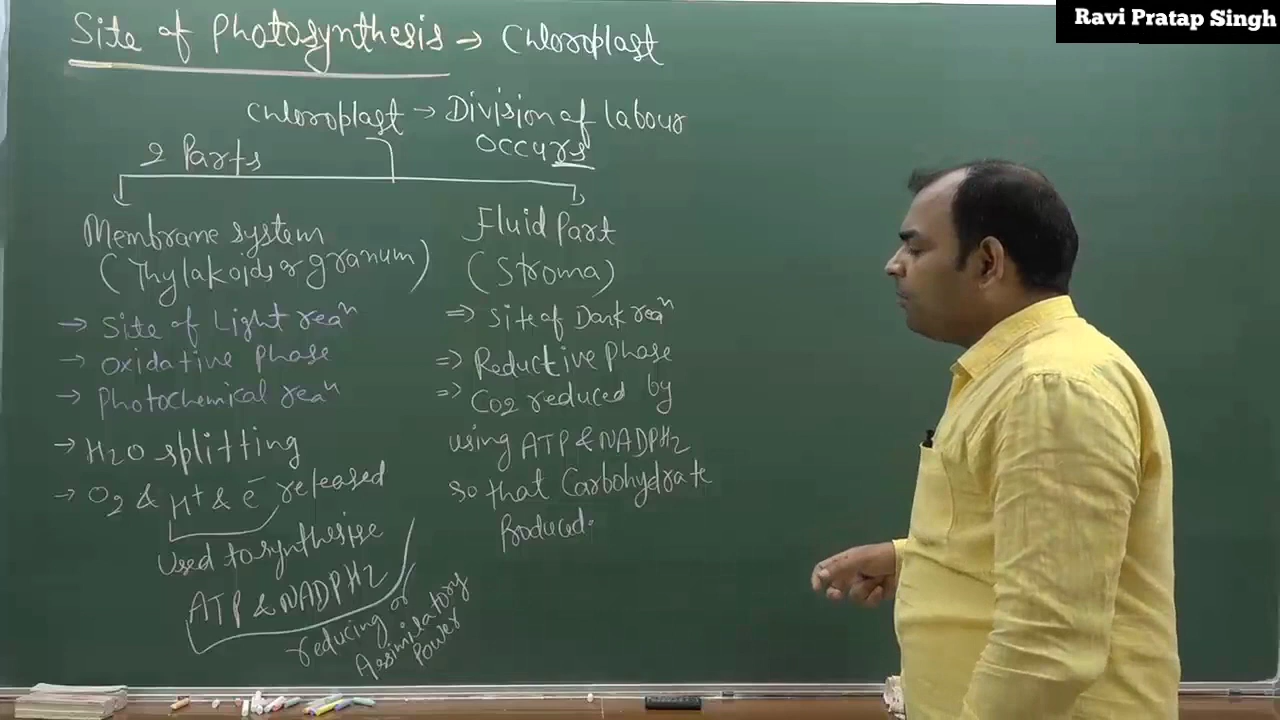 Ravi Pratap Singh
Site of Photosynthesis → Chloroplast
Chloroplast → Division of labour
occurs
2 Parts
Membrane system
(Thylakoids or granum)
→ Site of Light reaⁿ
→ Oxidative phase
→ Photochemical reaⁿ
→ H2O splitting
→ O2 & H⁺ & e⁻ released
Used to synthesise
ATP & NADPH2
reducing or
Assimilatory
Power
Fluid Part
(Stroma)
⇒ Site of Dark reaⁿ
⇒ Reductive phase
⇒ CO2 reduced by
using ATP & NADPH2
so that Carbohydrate
Produced.